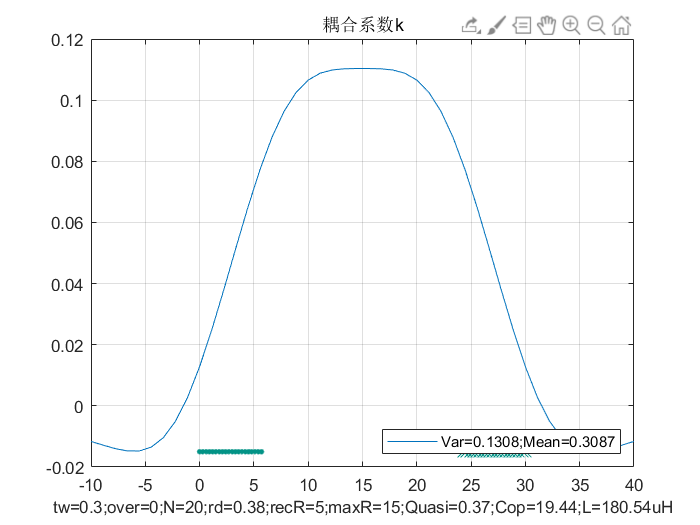 耦合系数k
0.12
0.1
0.08
0.06
0.04
0.02
0
-0.02
Var=0.1308;Mean=0.3087
-10 -5 0 5 10 15 20 25 30 35 40
tw=0.3;over=0;N=20;rd=0.38;recR=5;maxR=15;Quasi=0.37;Cop=19.44;L=180.54uH